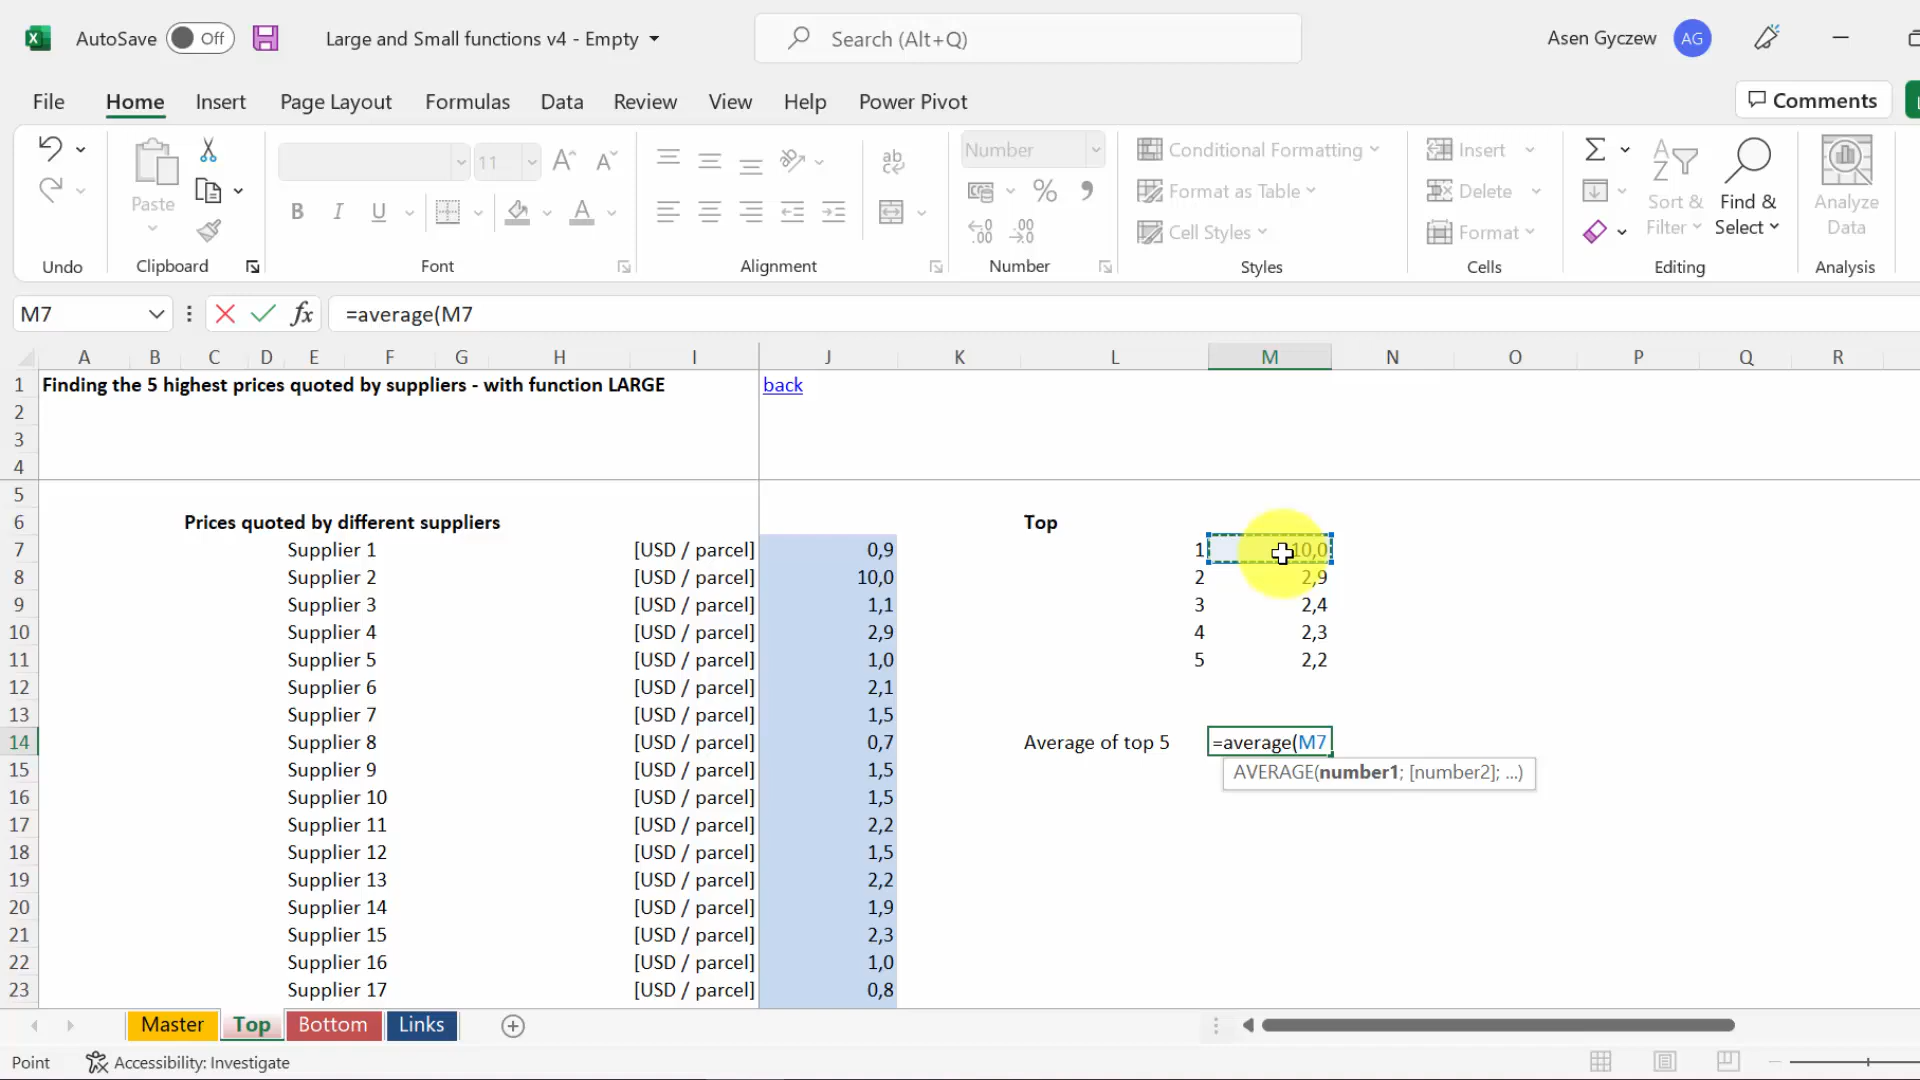 AutoSave Off Large and Small functions v4 - Empty Search (Alt+Q) Asen Gyczew AG
File Home Insert Page Layout Formulas Data Review View Help Power Pivot Comments
Paste 11 A A ab Number Conditional Formatting Insert Σ A Z
B I U A % Format as Table Delete Sort & Filter Find & Select Analyze Data
Cell Styles Format
Undo Clipboard Font Alignment Number Styles Cells Editing Analysis
M7 fx =average(M7
A B C D E F G H I J K L M N O P Q R
1 Finding the 5 highest prices quoted by suppliers - with function LARGE back
2
3
4
5
6 Prices quoted by different suppliers Top
7 Supplier 1 [USD / parcel] 0,9 1 10,0
8 Supplier 2 [USD / parcel] 10,0 2 2,9
9 Supplier 3 [USD / parcel] 1,1 3 2,4
10 Supplier 4 [USD / parcel] 2,9 4 2,3
11 Supplier 5 [USD / parcel] 1,0 5 2,2
12 Supplier 6 [USD / parcel] 2,1
13 Supplier 7 [USD / parcel] 1,5
14 Supplier 8 [USD / parcel] 0,7 Average of top 5 =average(M7
15 Supplier 9 [USD / parcel] 1,5 AVERAGE(number1; [number2]; ...)
16 Supplier 10 [USD / parcel] 1,5
17 Supplier 11 [USD / parcel] 2,2
18 Supplier 12 [USD / parcel] 1,5
19 Supplier 13 [USD / parcel] 2,2
20 Supplier 14 [USD / parcel] 1,9
21 Supplier 15 [USD / parcel] 2,3
22 Supplier 16 [USD / parcel] 1,0
23 Supplier 17 [USD / parcel] 0,8
Master Top Bottom Links
Point Accessibility: Investigate